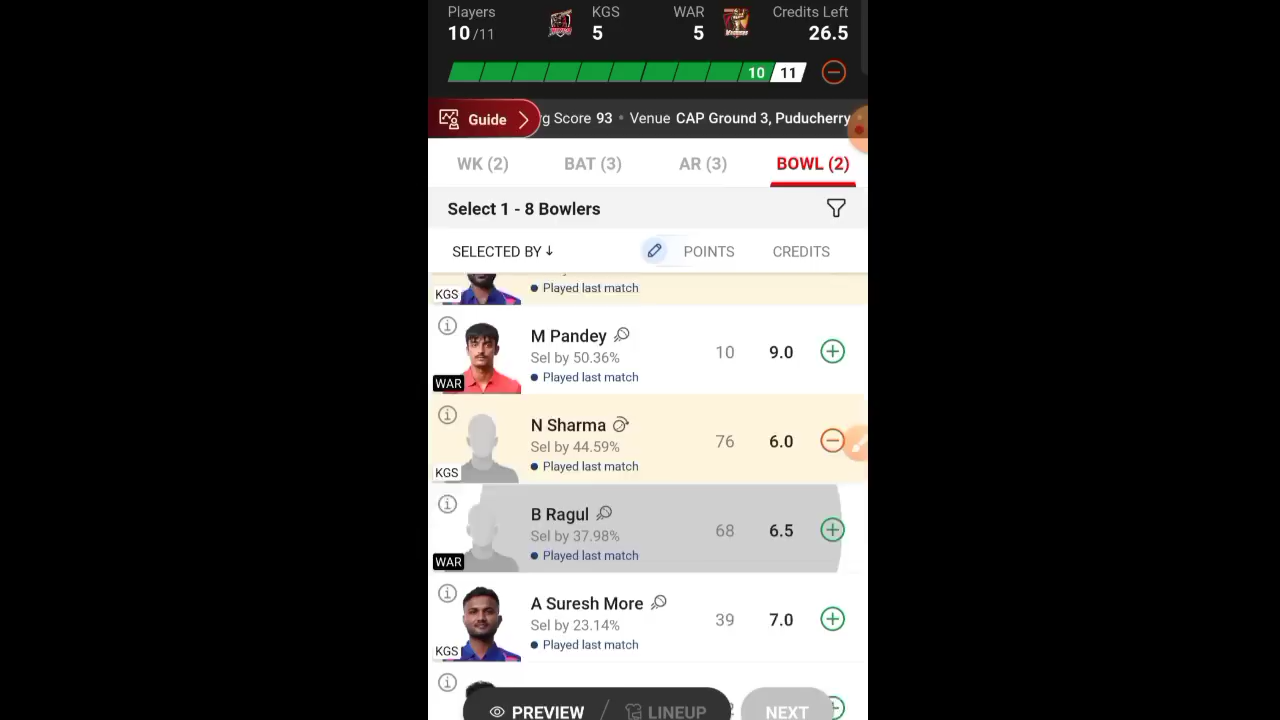 Players KGS WAR Credits Left
10/11 5 5 26.5
10 11
Guide g Score 93 • Venue CAP Ground 3, Puducherry
WK (2) BAT (3) AR (3) BOWL (2)
Select 1 - 8 Bowlers
SELECTED BY ↓ POINTS CREDITS
KGS Played last match
M Pandey
Sel by 50.36% 10 9.0
WAR Played last match
N Sharma
Sel by 44.59% 76 6.0
KGS Played last match
B Ragul
Sel by 37.98% 68 6.5
WAR Played last match
A Suresh More
Sel by 23.14% 39 7.0
KGS Played last match
PREVIEW / LINEUP NEXT